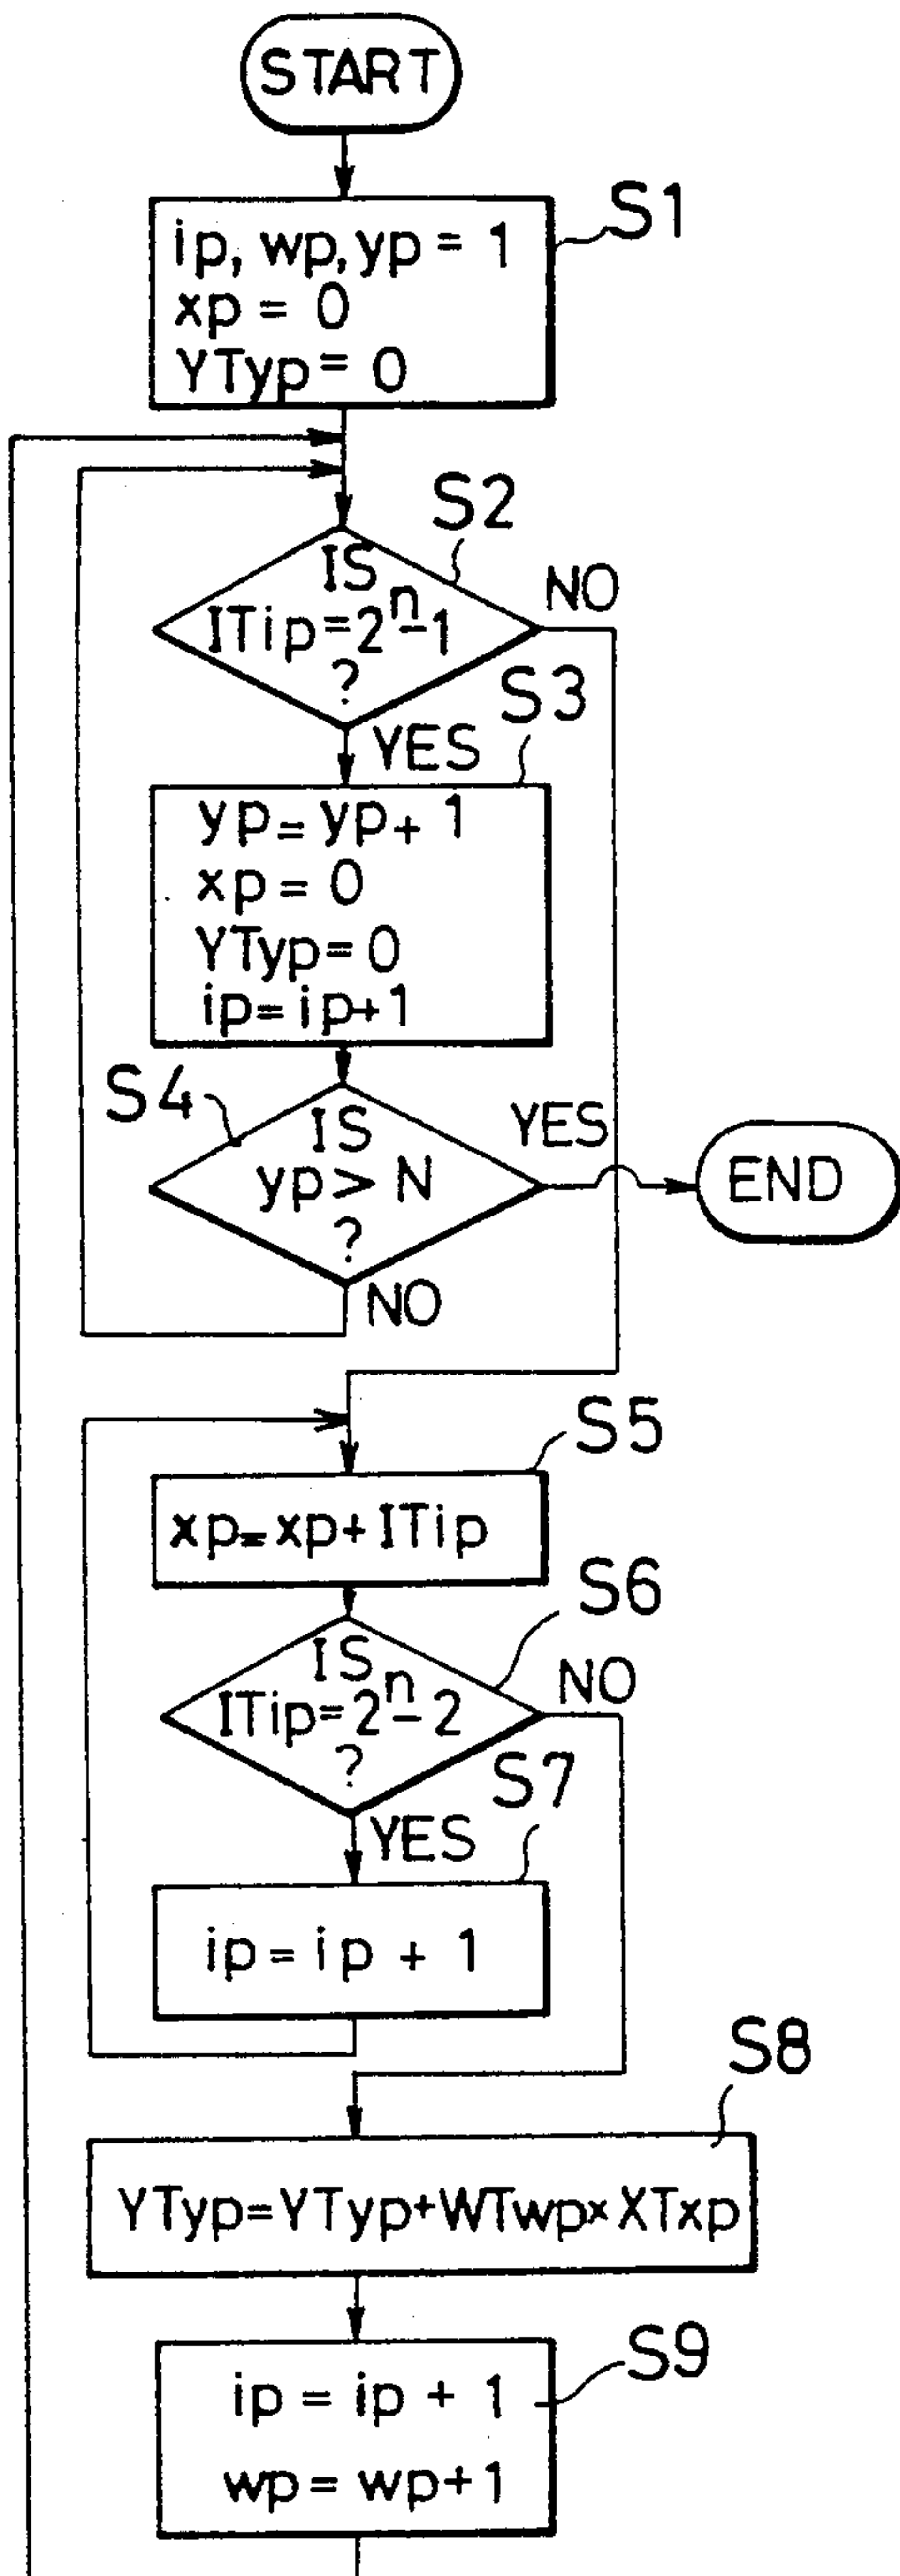 START
S1
ip, wp, yp = 1
xp = 0
YTyp = 0
S2
IS
ITip = 2^n - 1
?
NO
YES
S3
yp = yp + 1
xp = 0
YTyp = 0
ip = ip + 1
S4
IS
yp > N
?
YES
END
NO
S5
xp = xp + ITip
S6
IS
ITip = 2^n - 2
?
NO
YES
S7
ip = ip + 1
S8
YTyp = YTyp + WTwp × XTxp
S9
ip = ip + 1
wp = wp + 1